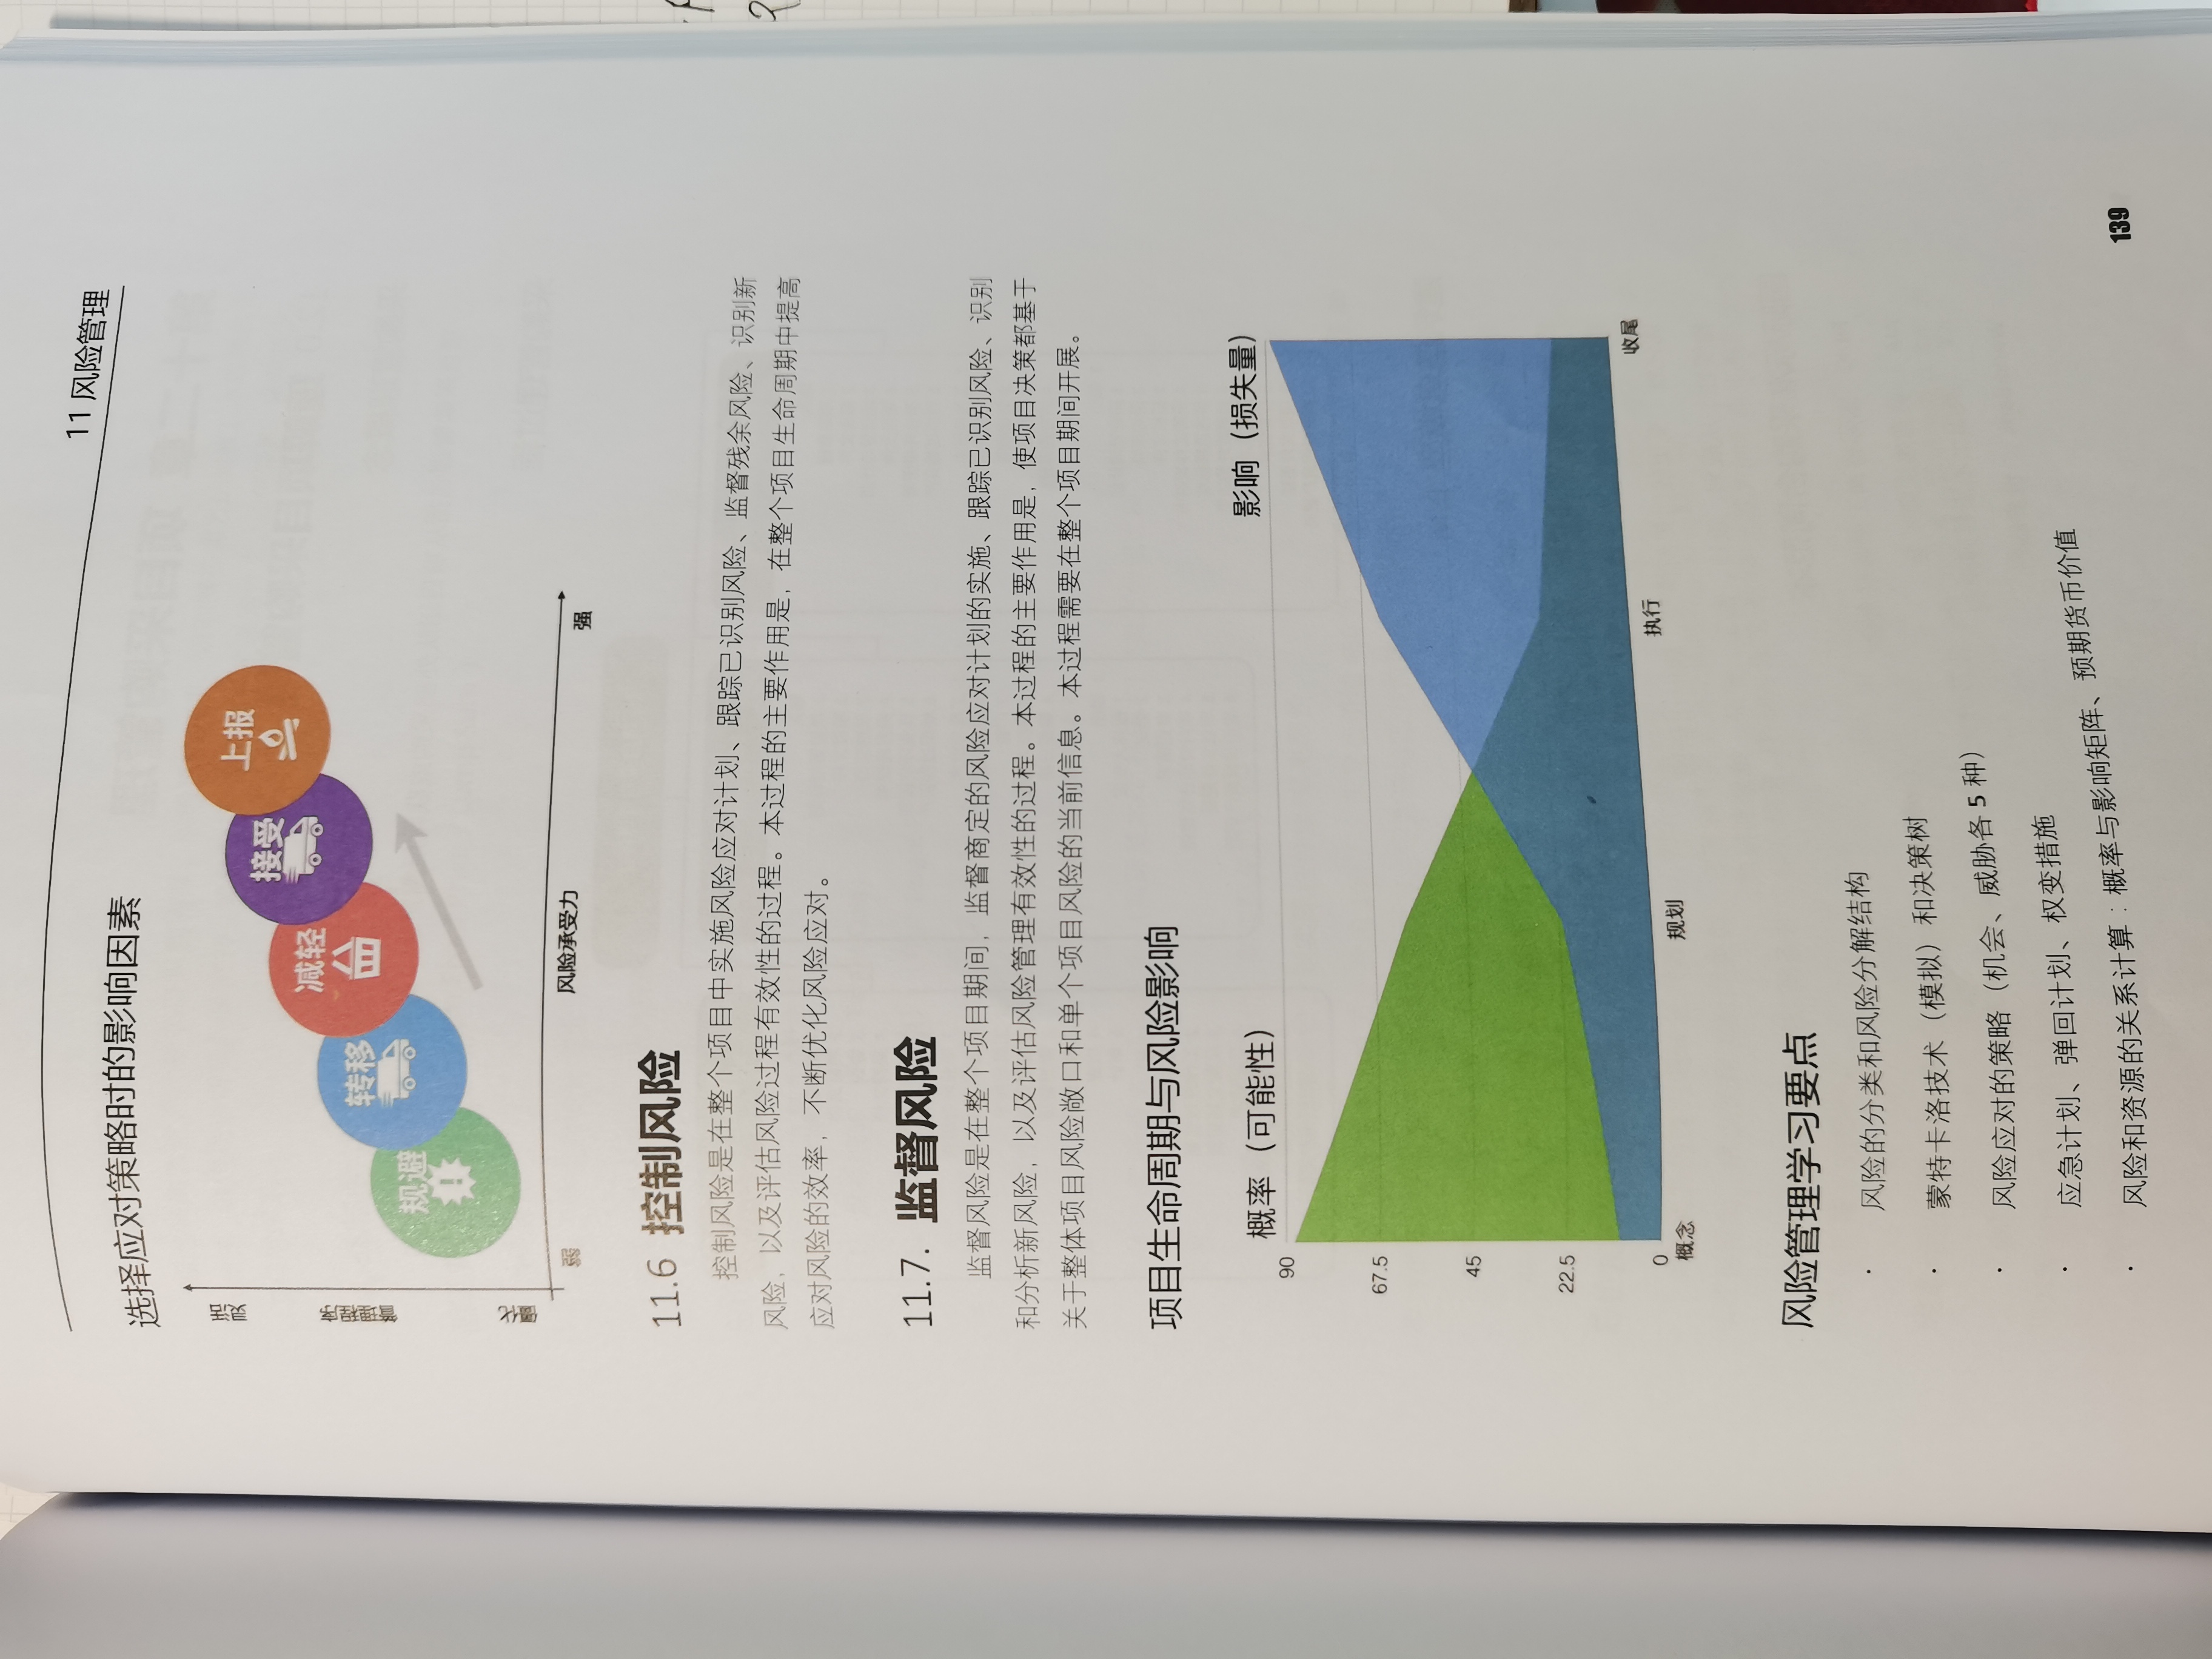 11 风险管理
选择应对策略时的影响因素
上报
接受
减轻
转移
规避
弱
风险承受力
强
11.6 控制风险
控制风险是在整个项目中实施风险应对计划、跟踪已识别风险、监督残余风险、识别新
风险，以及评估风险过程有效性的过程。本过程的主要作用是，在整个项目生命周期中提高
应对风险的效率，不断优化风险应对。
11.7. 监督风险
监督风险是在整个项目期间，监督商定的风险应对计划的实施、跟踪已识别风险、识别
和分析新风险，以及评估风险管理有效性的过程。本过程的主要作用是，使项目决策都基于
关于整体项目风险敞口和单个项目风险的当前信息。本过程需要在整个项目期间开展。
项目生命周期与风险影响
概率（可能性）
影响（损失量）
90
67.5
45
22.5
0
概念
规划
执行
收尾
风险管理学习要点
· 风险的分类和风险分解结构
· 蒙特卡洛技术（模拟）和决策树
· 风险应对的策略（机会、威胁各 5 种）
· 应急计划、弹回计划、权变措施
· 风险和资源的关系计算：概率与影响矩阵、预期货币价值
139